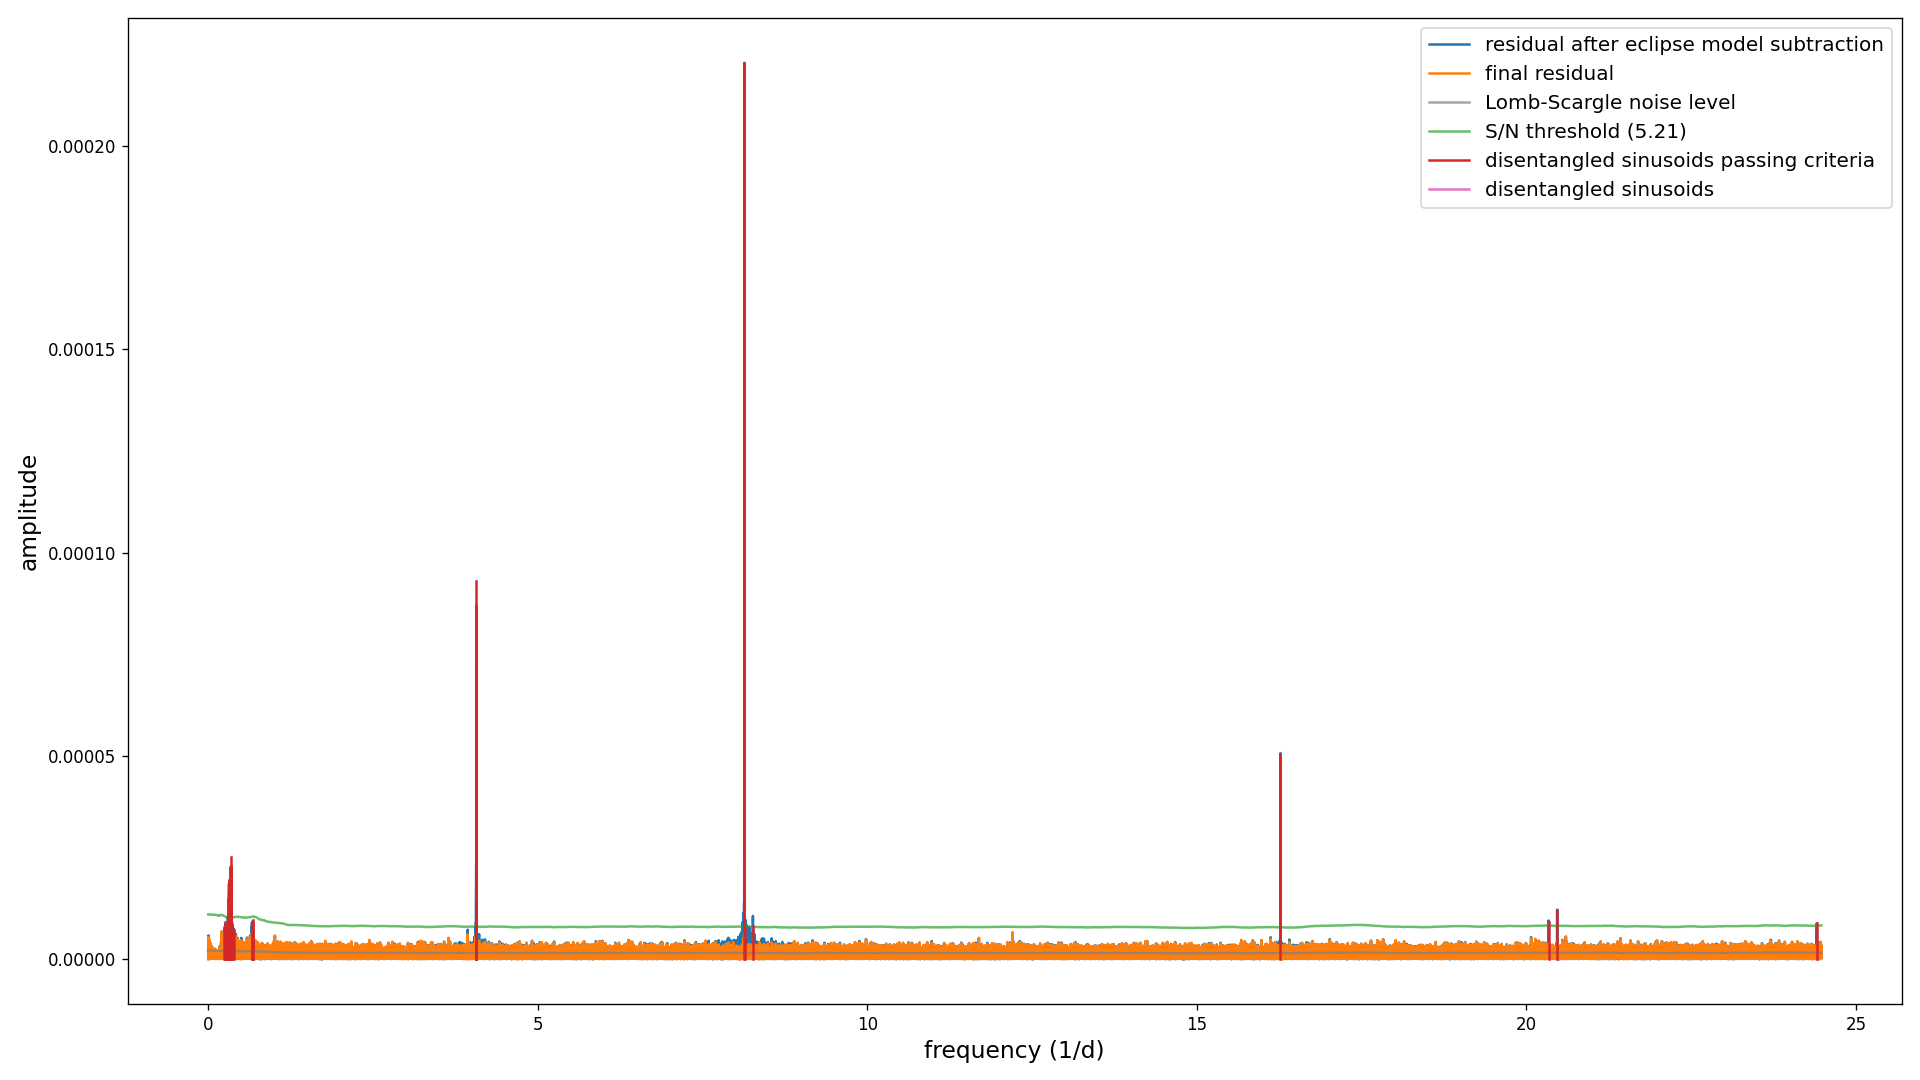 residual after eclipse model subtraction
final residual
Lomb-Scargle noise level
S/N threshold (5.21)
disentangled sinusoids passing criteria
disentangled sinusoids
0.00020
0.00015
0.00010
0.00005
0.00000
amplitude
0 5 10 15 20 25
frequency (1/d)